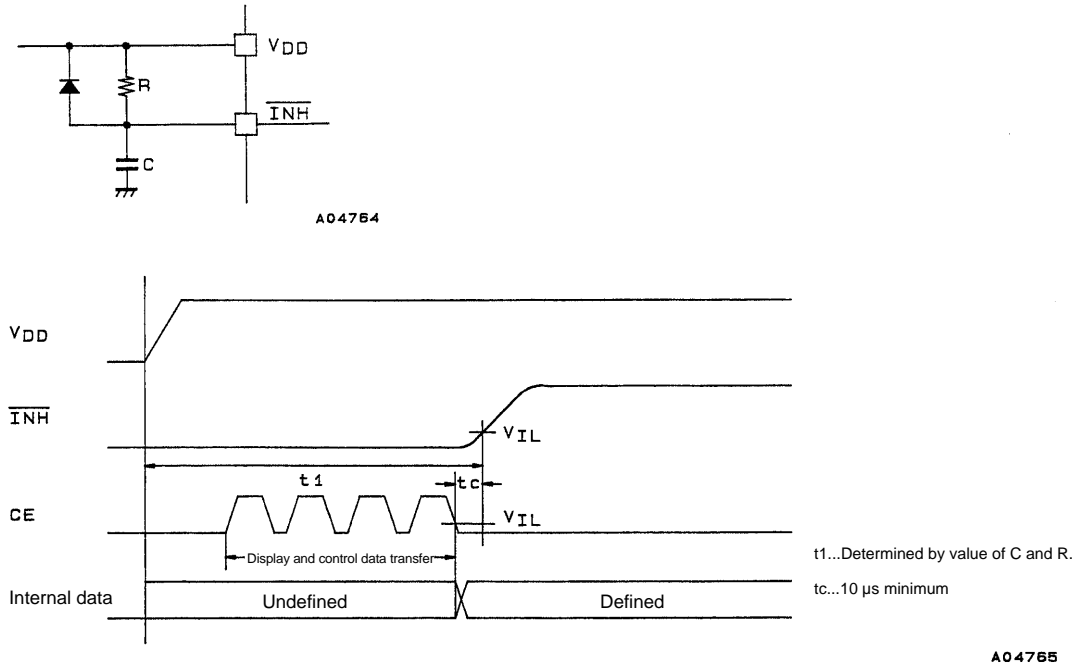 VDD
R
INH
C
A04764
VDD
INH
VIL
t1
tc
CE
VIL
Display and control data transfer
t1...Determined by value of C and R.
tc...10 µs minimum
Internal data
Undefined
Defined
A04765